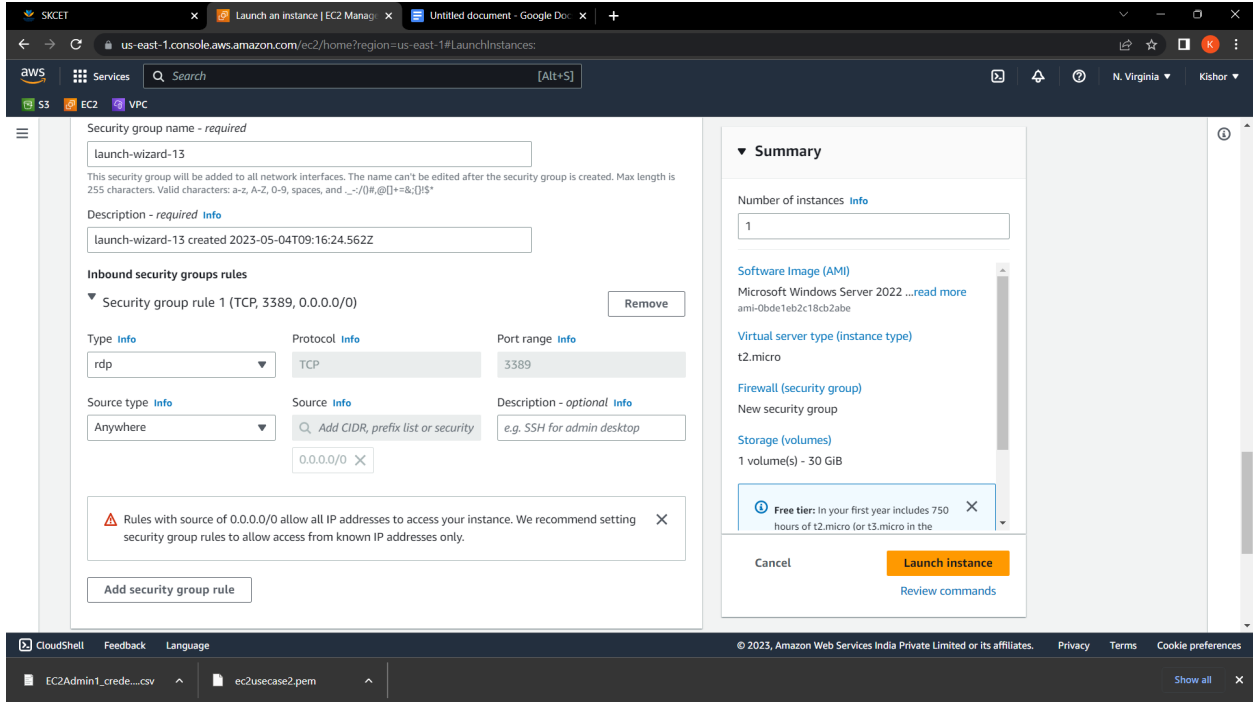 SKCET
Launch an instance | EC2 Manag
Untitled document - Google Doc
us-east-1.console.aws.amazon.com/ec2/home?region=us-east-1#LaunchInstances:
K
aws
Services
Search
[Alt+S]
N. Virginia ▼
Kishor ▼
S3
EC2
VPC
Security group name - required
launch-wizard-13
This security group will be added to all network interfaces. The name can't be edited after the security group is created. Max length is
255 characters. Valid characters: a-z, A-Z, 0-9, spaces, and ._-:/()#,@[]+=&;{}!$*
Description - required Info
launch-wizard-13 created 2023-05-04T09:16:24.562Z
Inbound security groups rules
Security group rule 1 (TCP, 3389, 0.0.0.0/0)
Remove
Type Info
Protocol Info
Port range Info
rdp
TCP
3389
Source type Info
Source Info
Description - optional Info
Anywhere
Add CIDR, prefix list or security
e.g. SSH for admin desktop
0.0.0.0/0
Rules with source of 0.0.0.0/0 allow all IP addresses to access your instance. We recommend setting
security group rules to allow access from known IP addresses only.
Add security group rule
Summary
Number of instances Info
1
Software Image (AMI)
Microsoft Windows Server 2022 ...read more
ami-0bde1eb2c18cb2abe
Virtual server type (instance type)
t2.micro
Firewall (security group)
New security group
Storage (volumes)
1 volume(s) - 30 GiB
Free tier: In your first year includes 750
hours of t2.micro (or t3.micro in the
Cancel
Launch instance
Review commands
CloudShell
Feedback
Language
© 2023, Amazon Web Services India Private Limited or its affiliates.
Privacy
Terms
Cookie preferences
EC2Admin1_crede....csv
ec2usecase2.pem
Show all